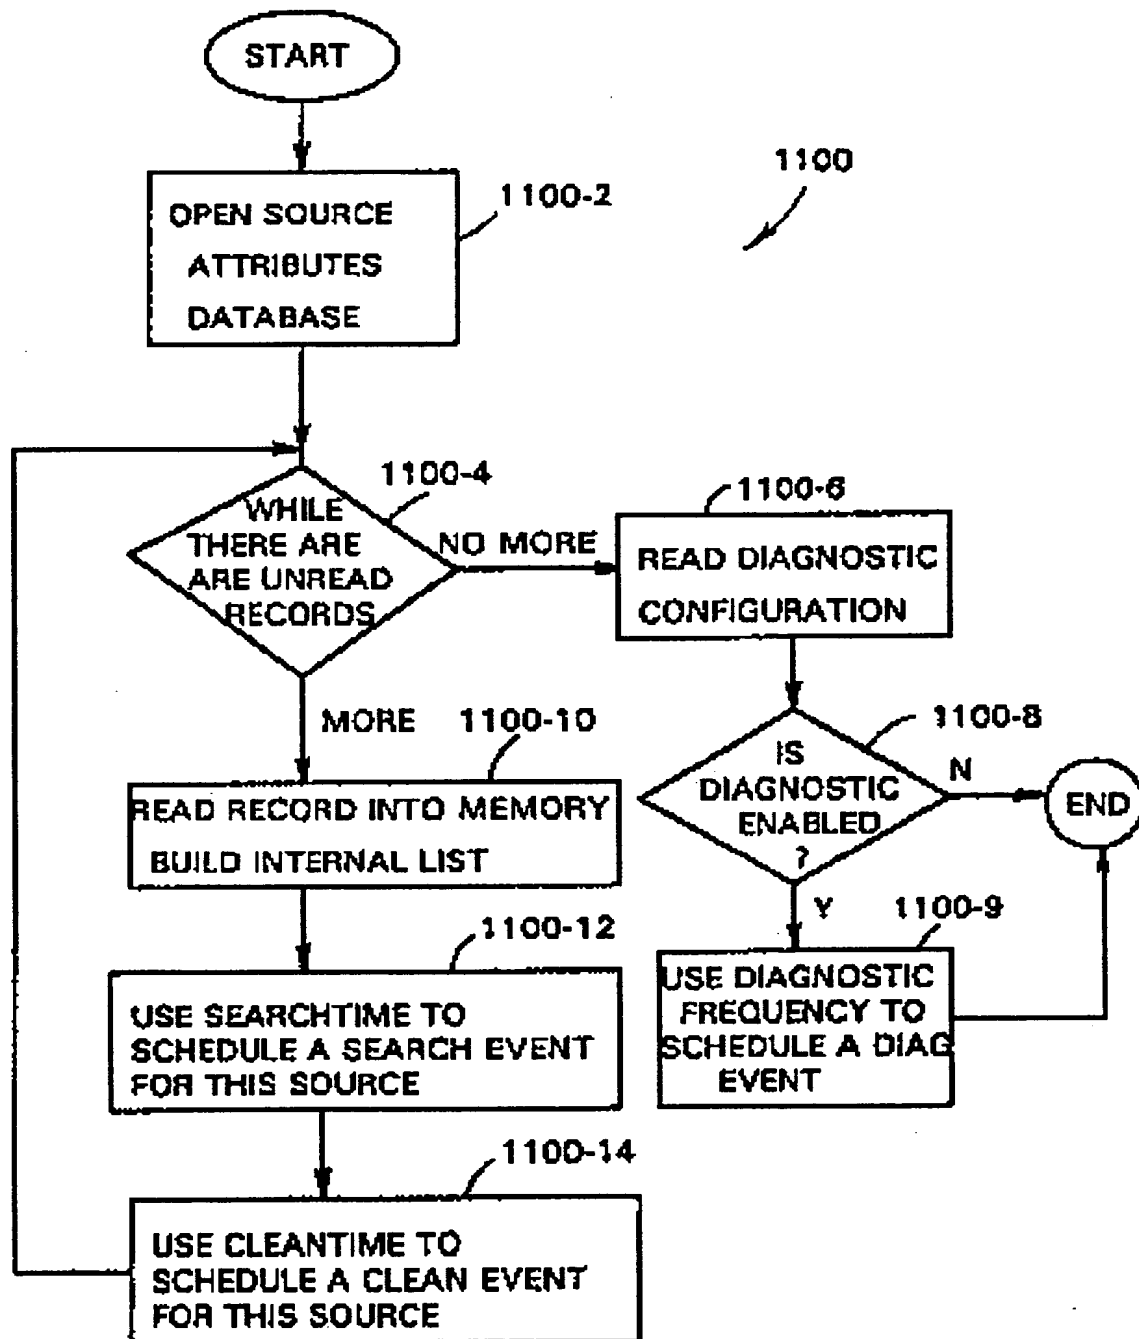 START
1100
1100-2
OPEN SOURCE
ATTRIBUTES
DATABASE
1100-4
WHILE
THERE ARE
ARE UNREAD
RECORDS
NO MORE
1100-6
READ DIAGNOSTIC
CONFIGURATION
MORE
1100-10
READ RECORD INTO MEMORY
BUILD INTERNAL LIST
1100-8
IS
DIAGNOSTIC
ENABLED
?
N
END
Y
1100-9
USE DIAGNOSTIC
FREQUENCY TO
SCHEDULE A DIAG
EVENT
1100-12
USE SEARCHTIME TO
SCHEDULE A SEARCH EVENT
FOR THIS SOURCE
1100-14
USE CLEANTIME TO
SCHEDULE A CLEAN EVENT
FOR THIS SOURCE